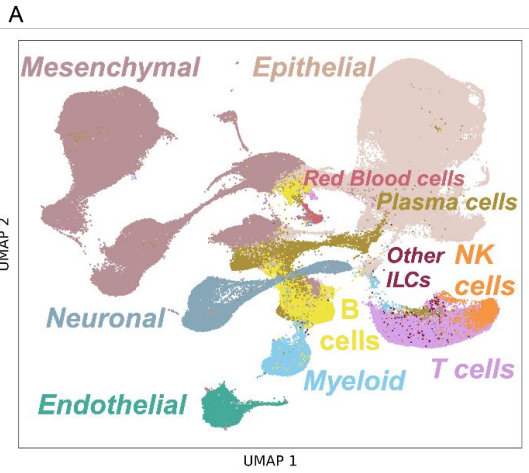 A
Mesenchymal
Epithelial
Red Blood cells
Plasma cells
Other
ILCs
NK
cells
Neuronal
B
cells
T cells
Myeloid
Endothelial
UMAP 2
UMAP 1